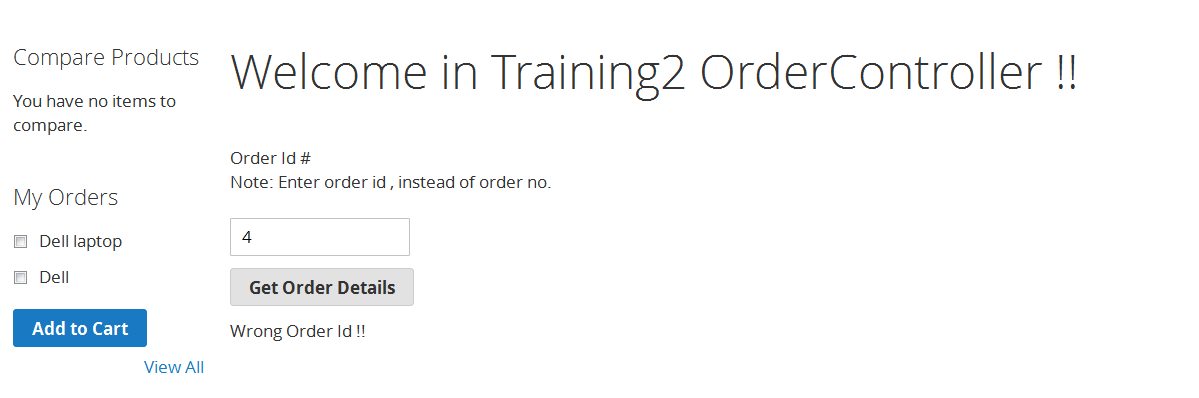 Compare Products
You have no items to
compare.
My Orders
Dell laptop
Dell
Add to Cart
View All
Welcome in Training2 OrderController !!
Order Id #
Note: Enter order id , instead of order no.
4
Get Order Details
Wrong Order Id !!